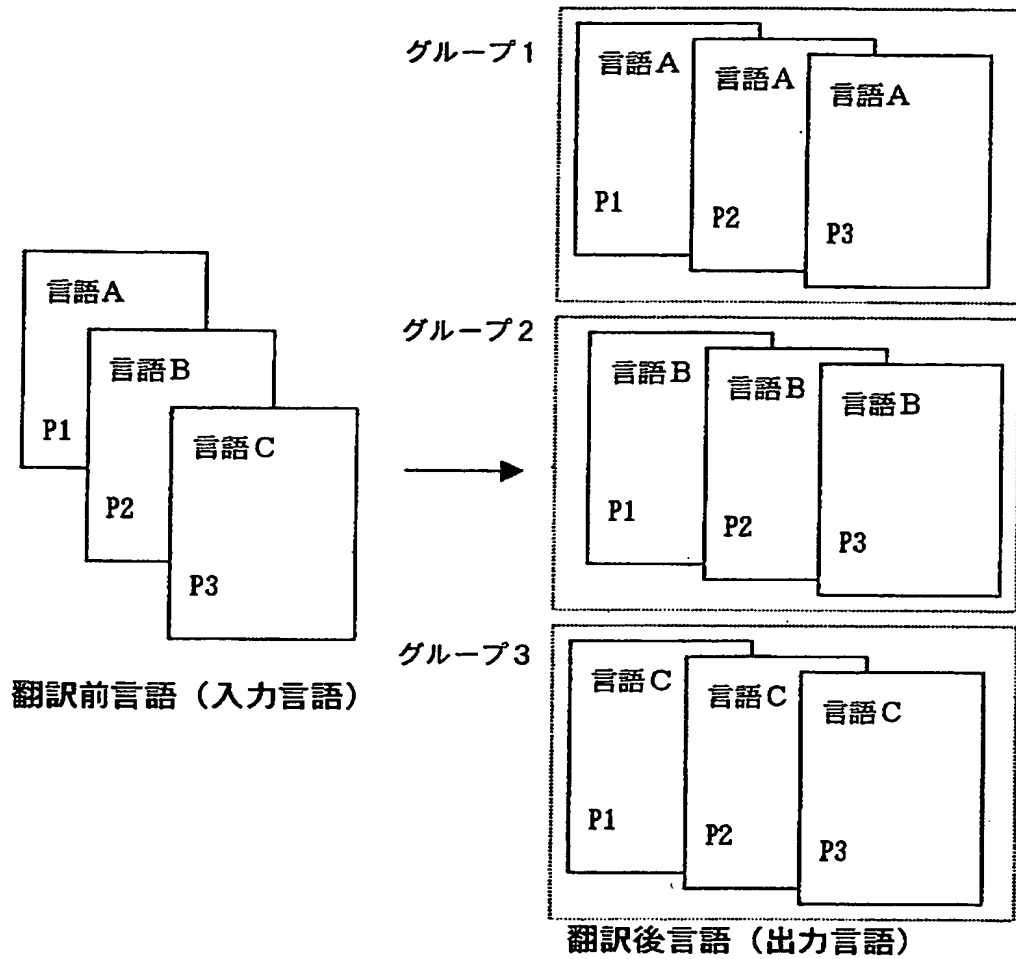 言語A
P1
言語B
P2
言語C
P3
翻訳前言語（入力言語）
グループ1
言語A
P1
言語A
P2
言語A
P3
グループ2
言語B
P1
言語B
P2
言語B
P3
グループ3
言語C
P1
言語C
P2
言語C
P3
翻訳後言語（出力言語）